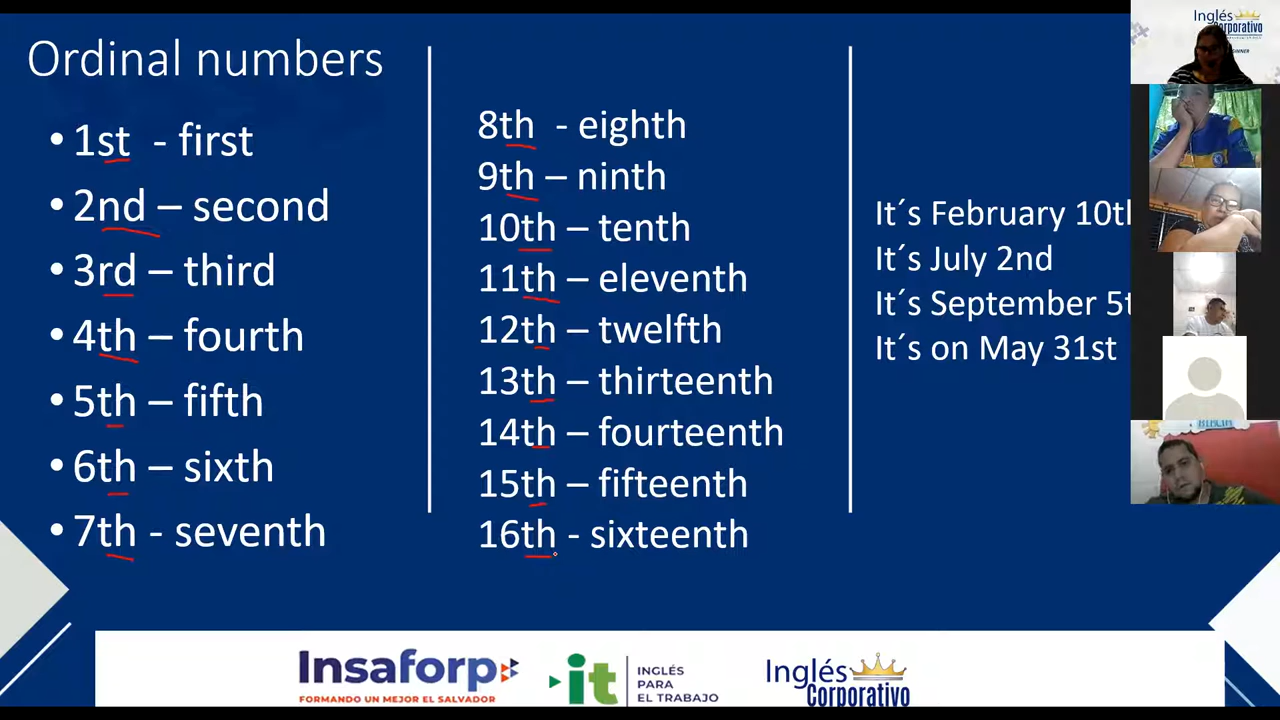 Ordinal numbers
• 1st - first
• 2nd – second
• 3rd – third
• 4th – fourth
• 5th – fifth
• 6th – sixth
• 7th - seventh
8th - eighth
9th – ninth
10th – tenth
11th – eleventh
12th – twelfth
13th – thirteenth
14th – fourteenth
15th – fifteenth
16th - sixteenth
It´s February 10th
It´s July 2nd
It´s September 5t
It´s on May 31st
Inglés
Corporativo
Insaforp
FORMANDO UN MEJOR EL SALVADOR
it
INGLÉS
PARA
EL TRABAJO
Inglés
Corporativo